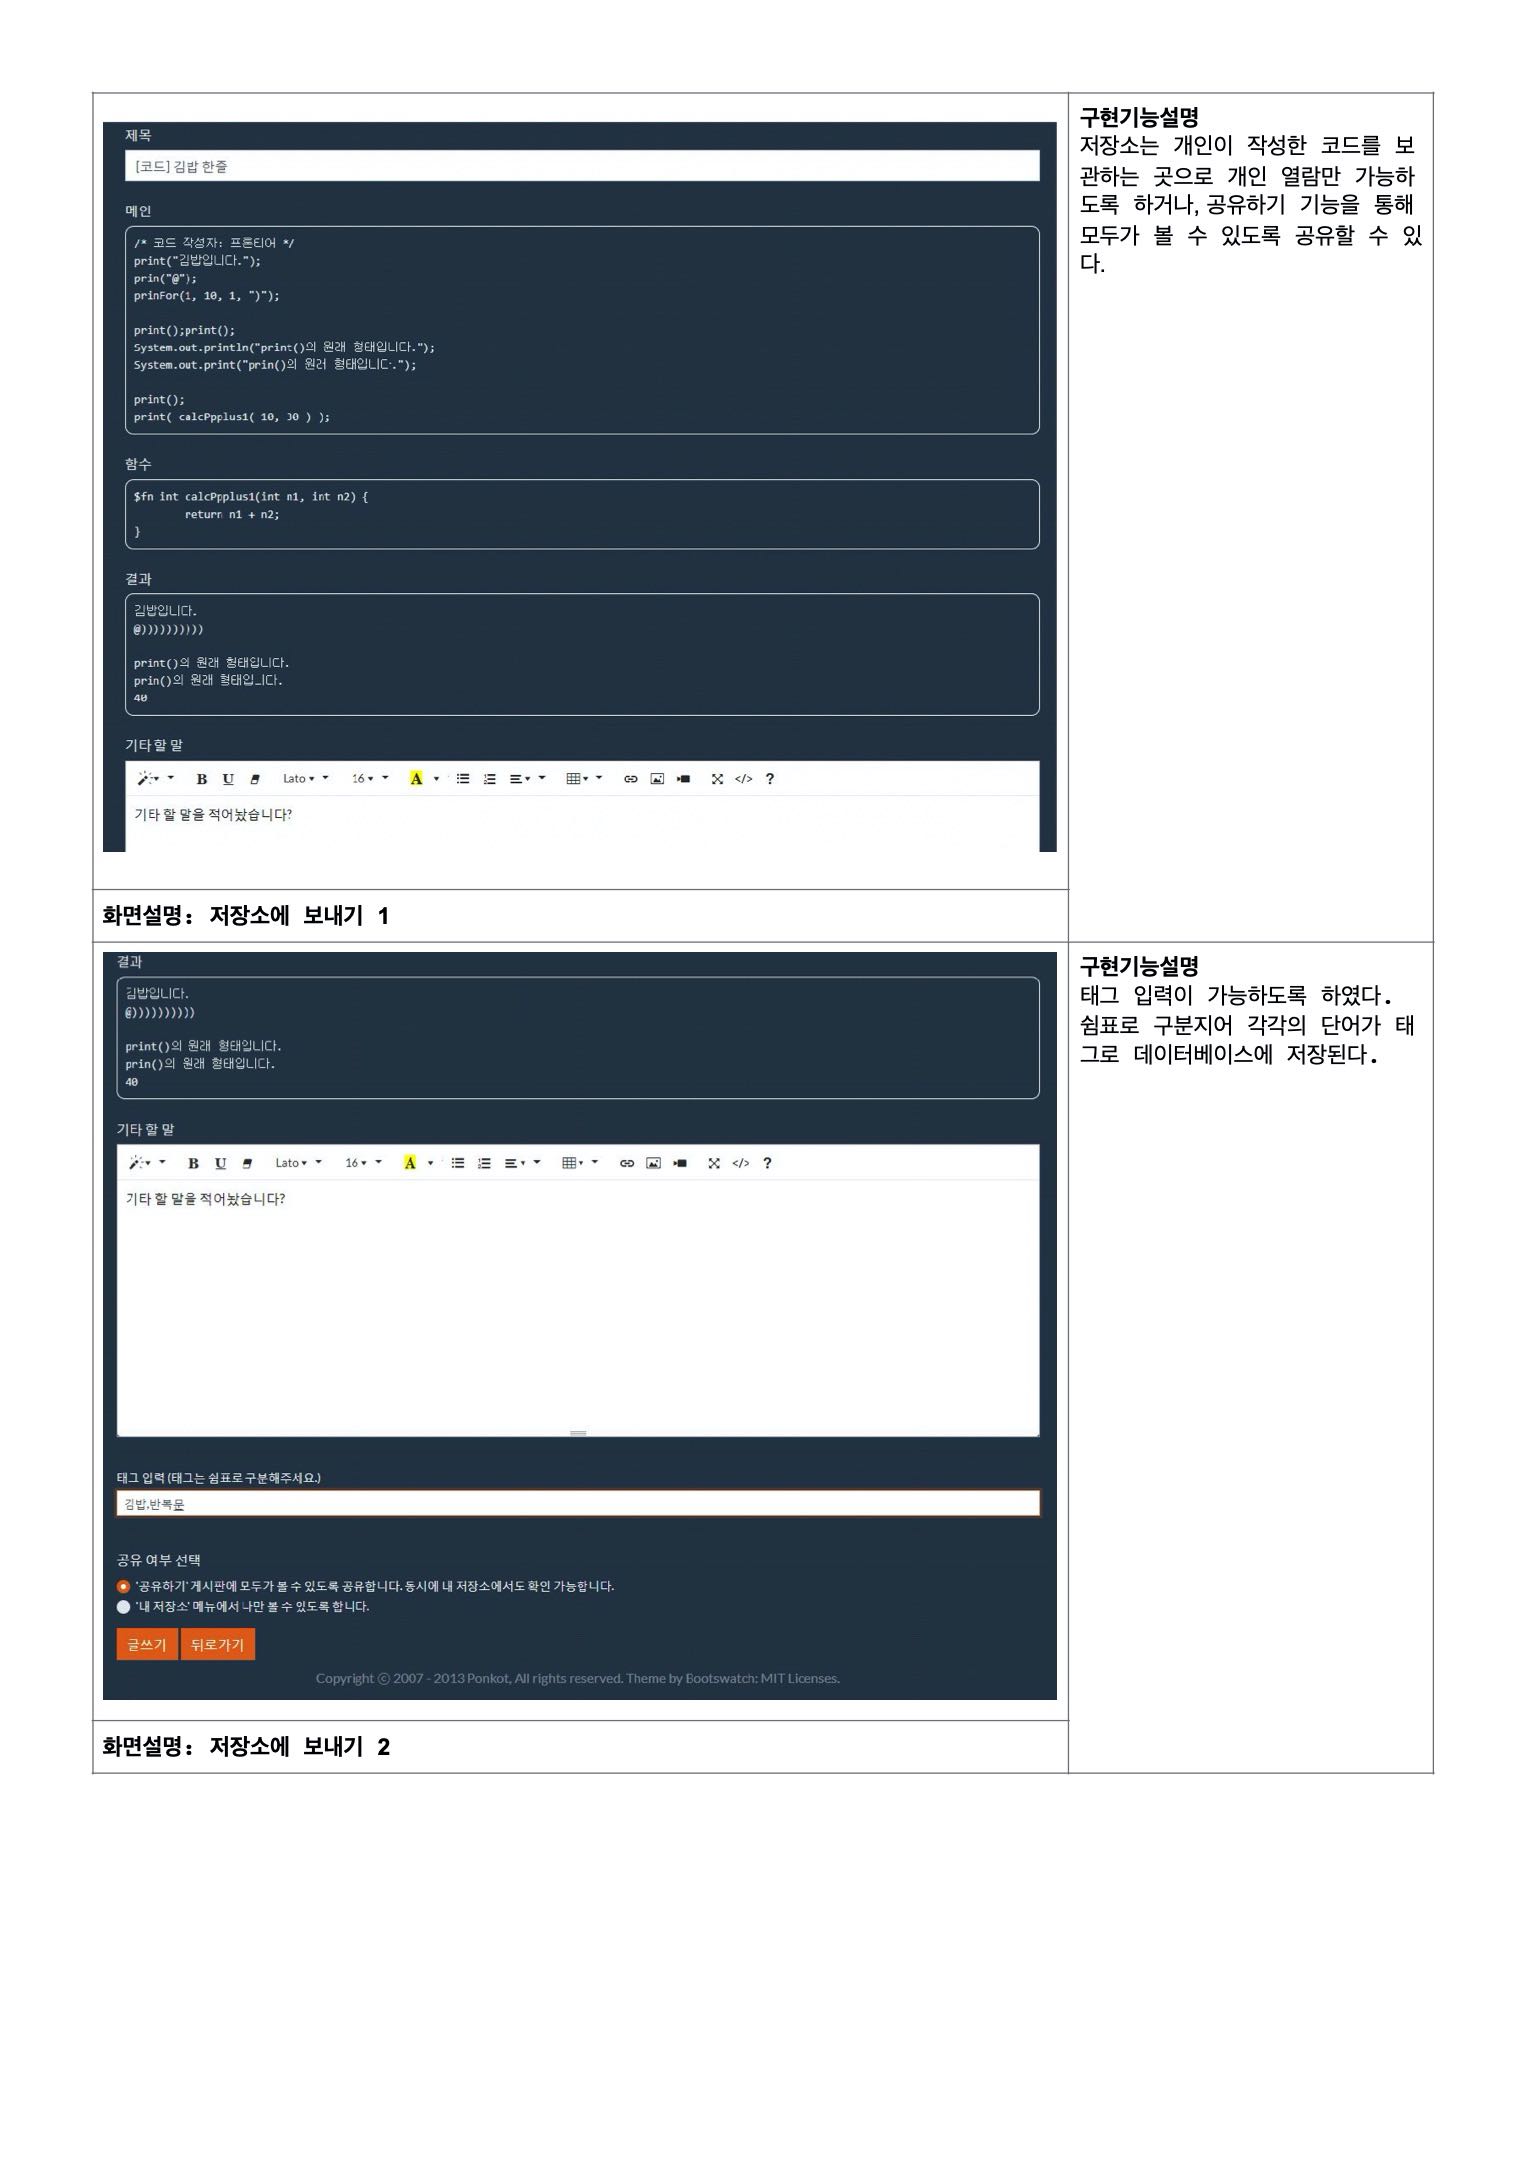 제목
[코드] 김밥 한줄
메인
/* 코드 작성자: 프론티어 */
print("김밥입니다.");
prin("@");
prinFor(1, 10, 1, ")");
print();print();
System.out.println("print()의 원래 형태입니다.");
System.out.print("prin()의 원래 형태입니다.");
print();
print( calcPpplus1( 10, 30 ) );
함수
$fn int calcPpplus1(int n1, int n2) {
return n1 + n2;
}
결과
김밥입니다.
@))))))))))
print()의 원래 형태입니다.
prin()의 원래 형태입니다.
40
기타 할 말
B U Lato 16 A </> ?
기타 할 말을 적어놨습니다?
구현기능설명
저장소는 개인이 작성한 코드를 보
관하는 곳으로 개인 열람만 가능하
도록 하거나, 공유하기 기능을 통해
모두가 볼 수 있도록 공유할 수 있
다.
화면설명: 저장소에 보내기 1
결과
김밥입니다.
@))))))))))
print()의 원래 형태입니다.
prin()의 원래 형태입니다.
40
기타 할 말
B U Lato 16 A </> ?
기타 할 말을 적어놨습니다?
태그 입력 (태그는 쉼표로 구분해주세요.)
김밥,반복문
공유 여부 선택
'공유하기' 게시판에 모두가 볼 수 있도록 공유합니다. 동시에 내 저장소에서도 확인 가능합니다.
'내 저장소' 메뉴에서 나만 볼 수 있도록 합니다.
글쓰기 뒤로가기
Copyright ⓒ 2007 - 2013 Ponkot, All rights reserved. Theme by Bootswatch: MIT Licenses.
구현기능설명
태그 입력이 가능하도록 하였다.
쉼표로 구분지어 각각의 단어가 태
그로 데이터베이스에 저장된다.
화면설명: 저장소에 보내기 2